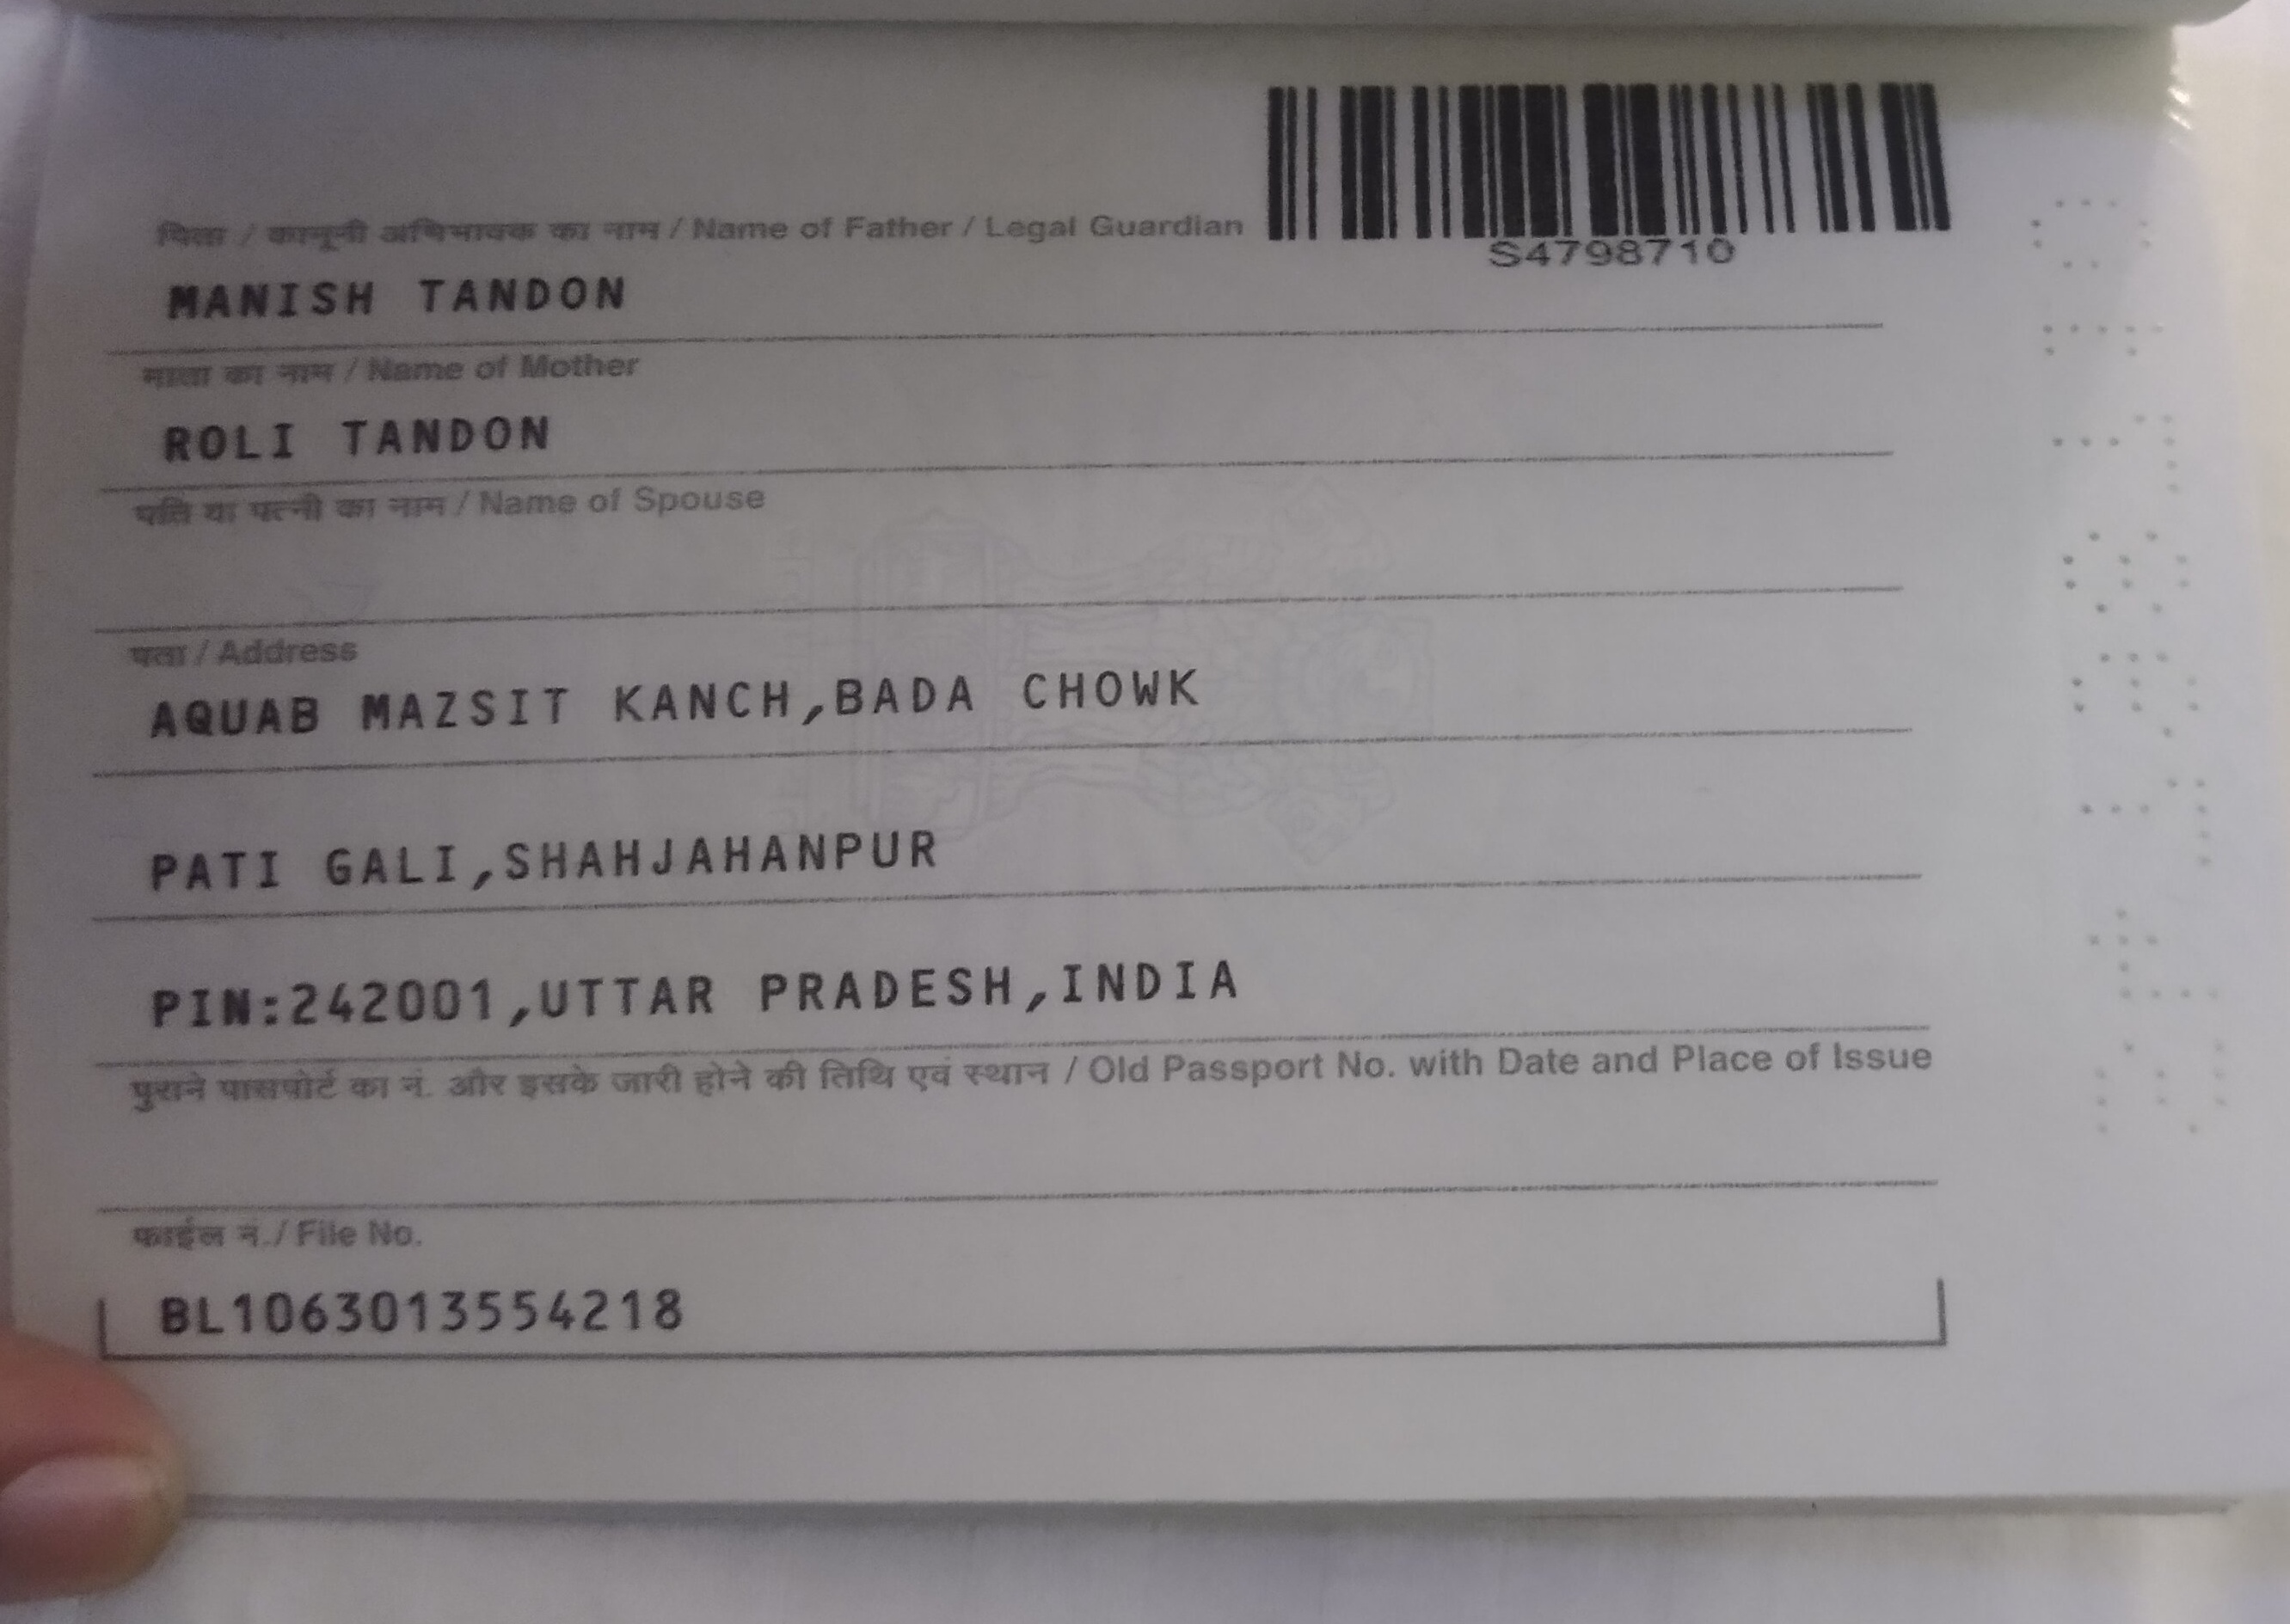 S4798710
पिता / कानूनी अभिभावक का नाम / Name of Father / Legal Guardian
MANISH TANDON
माता का नाम / Name of Mother
ROLI TANDON
पति या पत्नी का नाम / Name of Spouse
पता / Address
AQUAB MAZSIT KANCH,BADA CHOWK
PATI GALI,SHAHJAHANPUR
PIN:242001,UTTAR PRADESH,INDIA
पुराने पासपोर्ट का नं. और इसके जारी होने की तिथि एवं स्थान / Old Passport No. with Date and Place of Issue
फाईल नं./ File No.
BL1063013554218